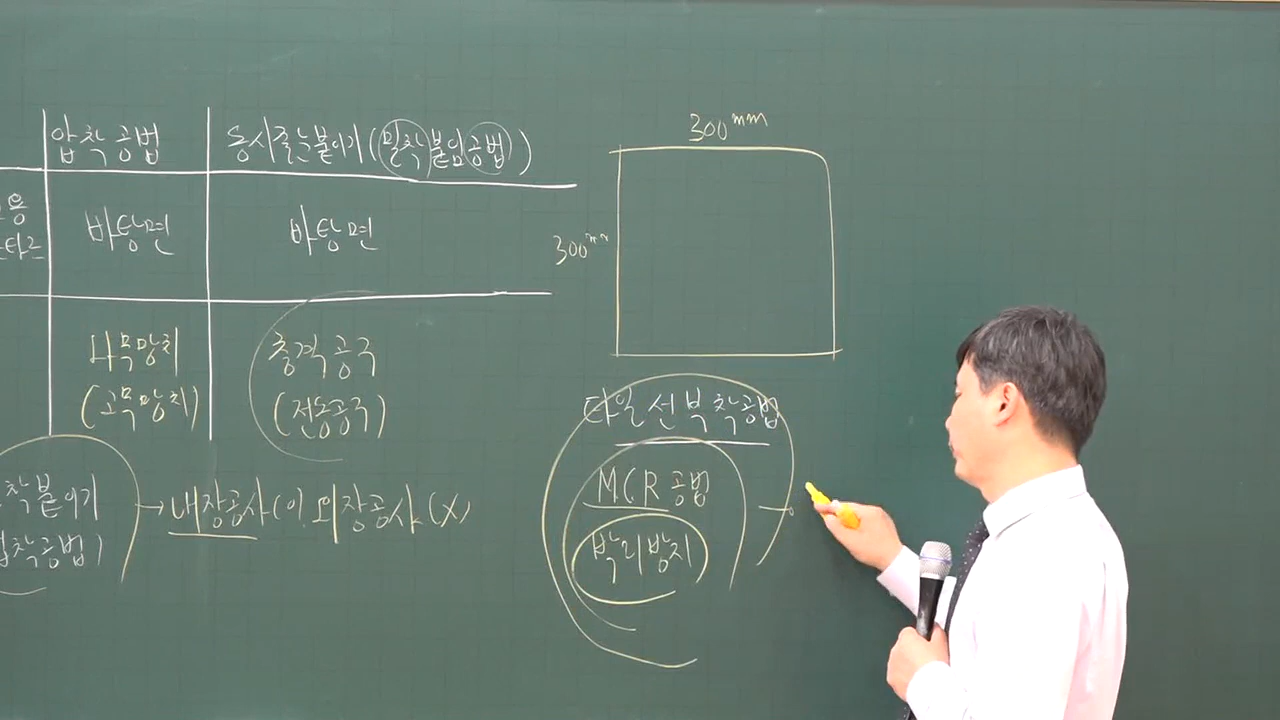 압착공법
동시줄눈붙이기(밀착붙임공법)
바탕면
바탕면
나무망치
(고무망치)
충격공구
(진동공구)
착붙이기
접착공법)
→ 내장공사(O), 외장공사(X)
300mm
300mm
타일 선부착공법
MCR공법
박리방지